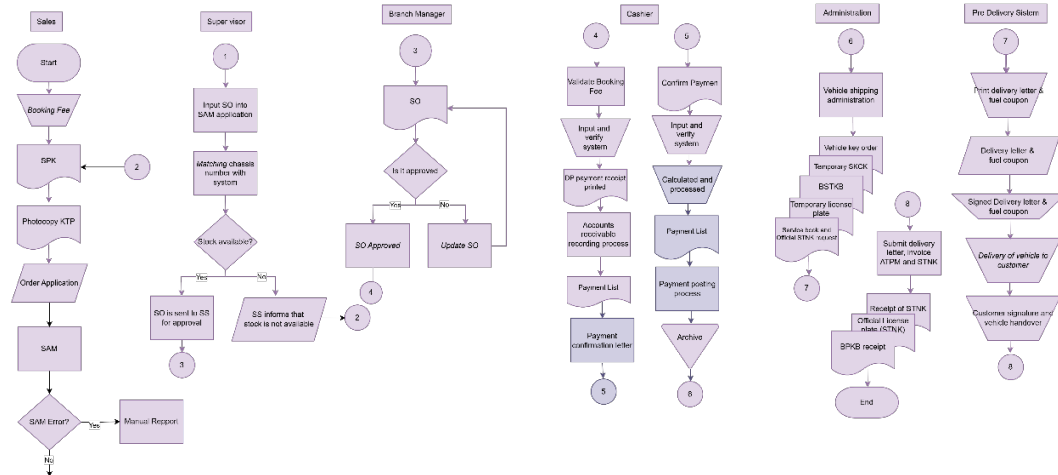 Sales
Start
Booking Fee
SPK
2
Photocopy KTP
Order Application
SAM
SAM Error?
Yes
Manual Repport
No
Super visor
1
Input SO into
SAM application
Matching chassis
number with
system
Stock available?
Yes
No
SO is sent to SS
for approval
3
SS informa that
stock is not available
2
Branch Manager
3
SO
Is it approved
Yes
No
SO Approved
Update SO
4
Cashier
4
Validate Booking
Fee
Input and
verify
system
DP payment receipt
printed
Accounts
receivable
recording process
Payment List
Payment
confirmation letter
5
5
Confirm Paymen
Input and
verify
system
Calculated and
processed
Payment List
Payment posting
process
Archive
8
Administration
6
Vehicle shipping
administration
Vehicle key order
Temporary SKCK
BSTKB
Temporary license
plate
Service book and
Official STNK request
7
8
Submit delivery
letter, invoice
ATPM and STNK
Receipt of STNK
Official License
plate (STNK)
BPKB receipt
End
Pre Delivery Sistem
7
Print delivery letter &
fuel coupon
Delivery letter &
fuel coupon
Signed Delivery letter &
fuel coupon
Delivery of vehicle to
customer
Customer signature and
vehicle handover
8